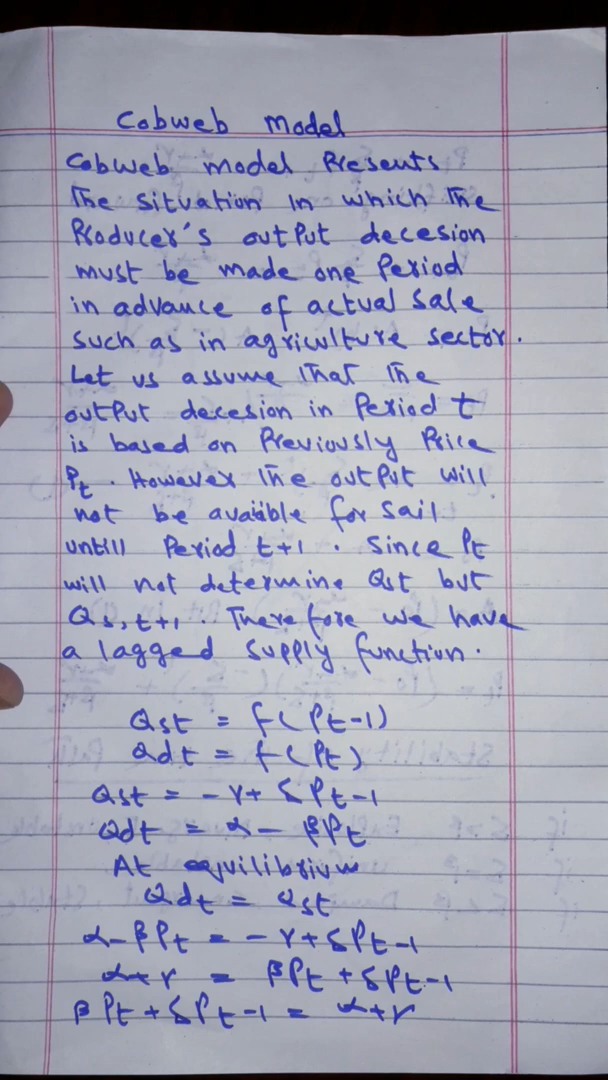 Cobweb Model
Cobweb model Presents
The Situation in which The
Producer's output decesion
must be made one Period
in advance of actual Sale
such as in agriculture sector.
Let us assume That The
output decesion in Period t
is based on Previously Price
Pt. However The output will
not be avaible for Sail
untill Period t+1. Since Pt
will not determine Qst but
Qs,t+1. Therefore we have
a lagged Supply function.
Qst = f(Pt-1)
Qdt = f(Pt)
Qst = -γ+ δPt-1
Qdt = α - βPt
At equilibrium
Qdt = Qst
α-βPt = -γ+δPt-1
α+γ = βPt+δPt-1
βPt+δPt-1 = α+γ